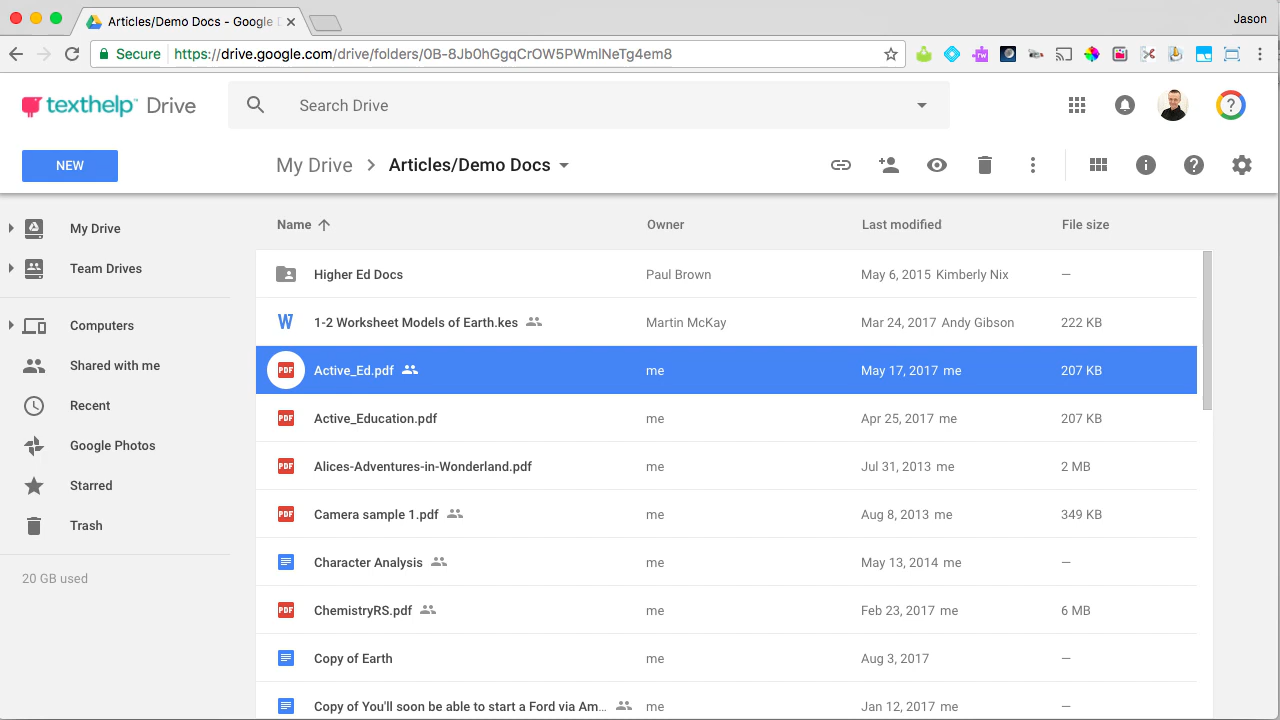 Articles/Demo Docs - Google D
Jason
Secure
https://drive.google.com/drive/folders/0B-8Jb0hGgqCrOW5PWmlNeTg4em8
texthelp™ Drive
Search Drive
NEW
My Drive > Articles/Demo Docs
Name Owner Last modified File size
My Drive
Team Drives
Computers
Shared with me
Recent
Google Photos
Starred
Trash
20 GB used
Higher Ed Docs Paul Brown May 6, 2015 Kimberly Nix —
1-2 Worksheet Models of Earth.kes Martin McKay Mar 24, 2017 Andy Gibson 222 KB
PDF Active_Ed.pdf me May 17, 2017 me 207 KB
PDF Active_Education.pdf me Apr 25, 2017 me 207 KB
PDF Alices-Adventures-in-Wonderland.pdf me Jul 31, 2013 me 2 MB
PDF Camera sample 1.pdf me Aug 8, 2013 me 349 KB
Character Analysis me May 13, 2014 me —
PDF ChemistryRS.pdf me Feb 23, 2017 me 6 MB
Copy of Earth me Aug 3, 2017 —
Copy of You'll soon be able to start a Ford via Am... me Jan 12, 2017 me —